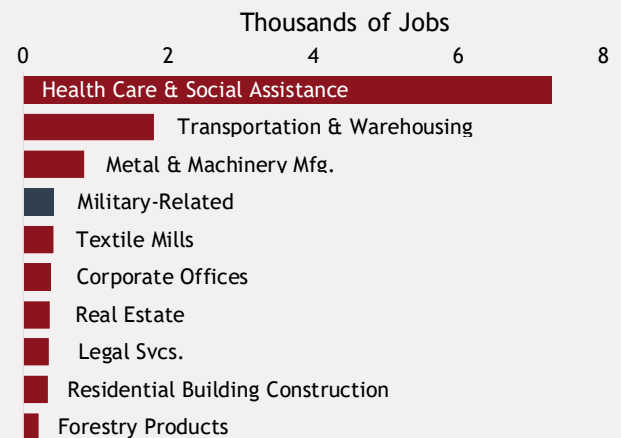 Thousands of Jobs
0 2 4 6 8
Health Care & Social Assistance
Transportation & Warehousing
Metal & Machinery Mfg.
Military-Related
Textile Mills
Corporate Offices
Real Estate
Legal Svcs.
Residential Building Construction
Forestry Products